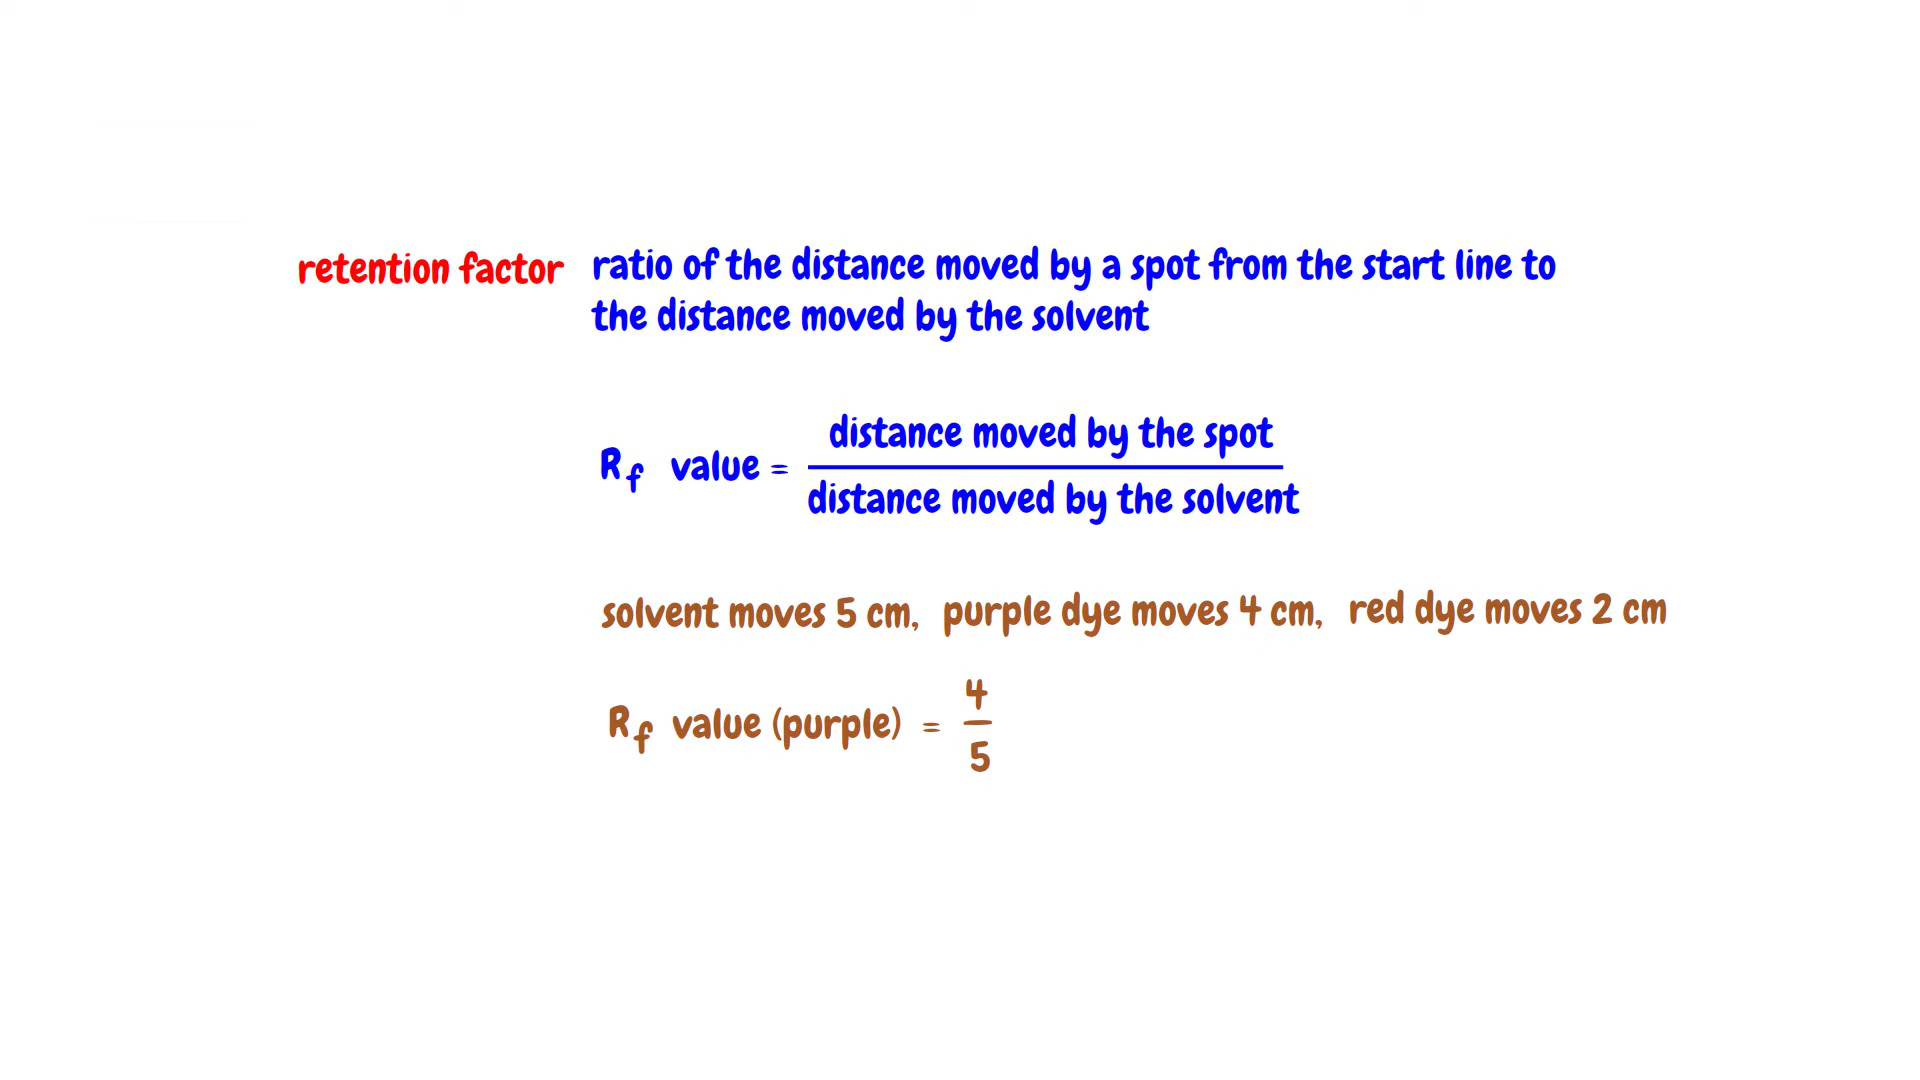 retention factor ratio of the distance moved by a spot from the start line to
the distance moved by the solvent
distance moved by the spot
Rf value =
distance moved by the solvent
solvent moves 5 cm, purple dye moves 4 cm, red dye moves 2 cm
4
Rf value (purple) =
5